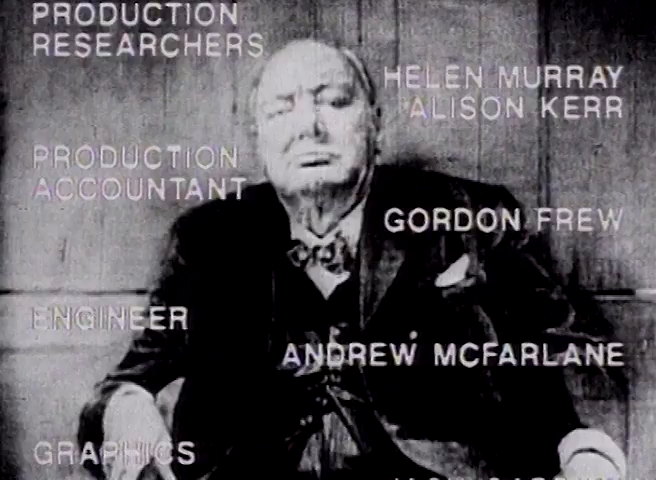 PRODUCTION
RESEARCHERS
HELEN MURRAY
ALISON KERR
PRODUCTION
ACCOUNTANT
GORDON FREW
ENGINEER
ANDREW MCFARLANE
GRAPHICS